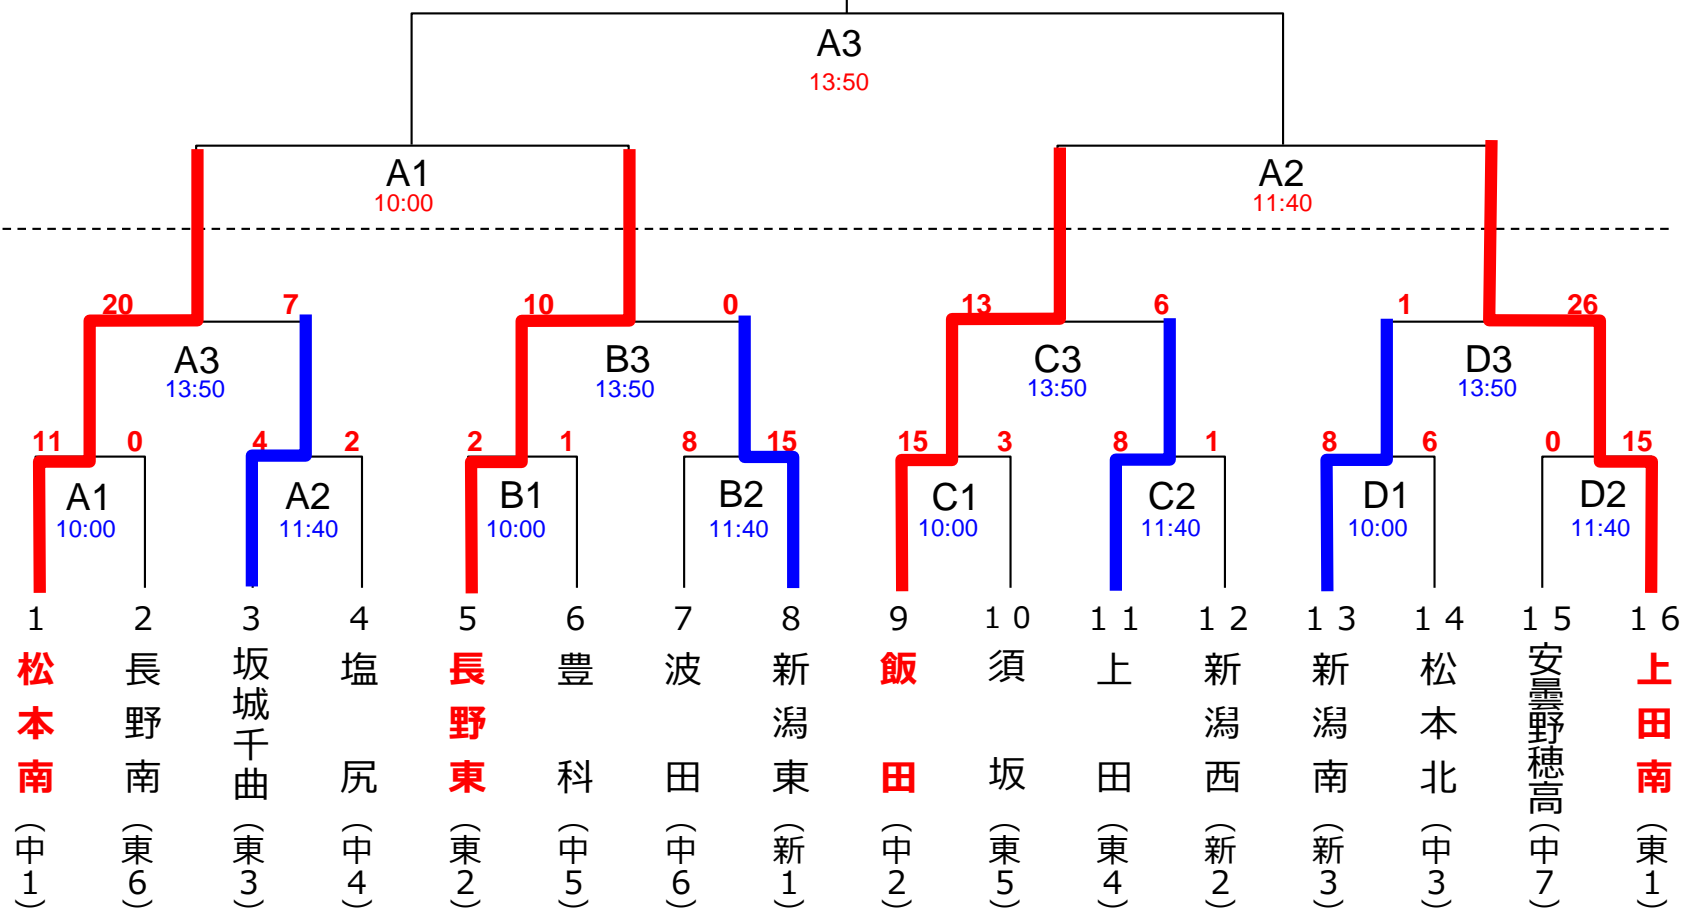 A3
13:50
A1
10:00
A2
11:40
20 7 10 0 13 6 1 26
A3 B3 C3 D3
13:50 13:50 13:50 13:50
11 0 4 2 2 1 8 15 15 3 8 1 8 6 0 15
A1 A2 B1 B2 C1 C2 D1 D2
10:00 11:40 10:00 11:40 10:00 11:40 10:00 11:40
1 2 3 4 5 6 7 8 9 10 11 12 13 14 15 16
松本南(中1)
長野南(東6)
坂城千曲(東3)
塩尻(中4)
長野東(東2)
豊科(中5)
波田(中6)
新潟東(新1)
飯田(中2)
須坂(東5)
上田(東4)
新潟西(新2)
新潟南(新3)
松本北(中3)
安曇野穂高(中7)
上田南(東1)